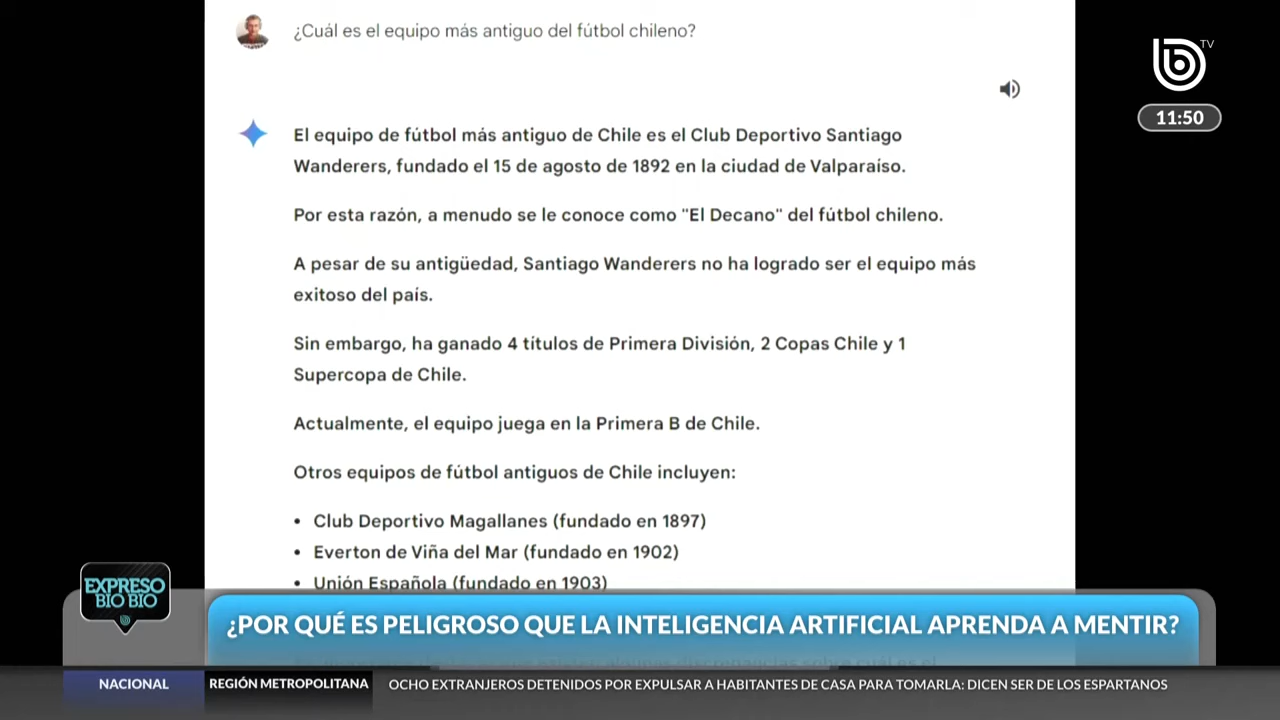 ¿Cuál es el equipo más antiguo del fútbol chileno?
TV
11:50
El equipo de fútbol más antiguo de Chile es el Club Deportivo Santiago
Wanderers, fundado el 15 de agosto de 1892 en la ciudad de Valparaíso.
Por esta razón, a menudo se le conoce como "El Decano" del fútbol chileno.
A pesar de su antigüedad, Santiago Wanderers no ha logrado ser el equipo más
exitoso del país.
Sin embargo, ha ganado 4 títulos de Primera División, 2 Copas Chile y 1
Supercopa de Chile.
Actualmente, el equipo juega en la Primera B de Chile.
Otros equipos de fútbol antiguos de Chile incluyen:
• Club Deportivo Magallanes (fundado en 1897)
• Everton de Viña del Mar (fundado en 1902)
• Unión Española (fundado en 1903)
EXPRESO
BIO BIO
¿POR QUÉ ES PELIGROSO QUE LA INTELIGENCIA ARTIFICIAL APRENDA A MENTIR?
NACIONAL
REGIÓN METROPOLITANA
OCHO EXTRANJEROS DETENIDOS POR EXPULSAR A HABITANTES DE CASA PARA TOMARLA: DICEN SER DE LOS ESPARTANOS